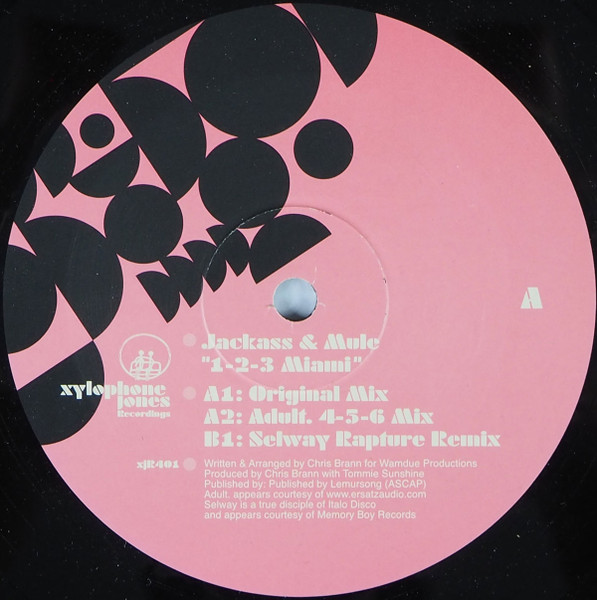 A
Jackass & Mule
"1-2-3 Miami"
xylophone
jones
Recordings
A1: Original Mix
A2: Adult. 4-5-6 Mix
B1: Selway Rapture Remix
xjR401
Written & Arranged by Chris Brann for Wamdue Productions
Produced by Chris Brann with Tommie Sunshine
Published by: Published by Lemursong (ASCAP)
Adult. appears courtesy of www.ersatzaudio.com
Selway is a true disciple of Italo Disco
and appears courtesy of Memory Boy Records